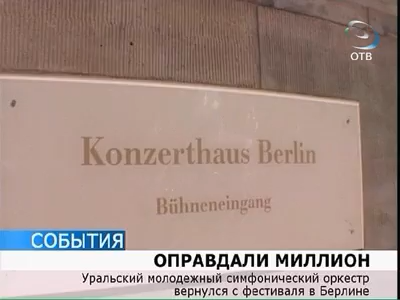 ОТВ
Konzerthaus Berlin
Bühneneingang
СОБЫТИЯ
ОПРАВДАЛИ МИЛЛИОН
Уральский молодежный симфонический оркестр
вернулся с фестиваля в Берлине